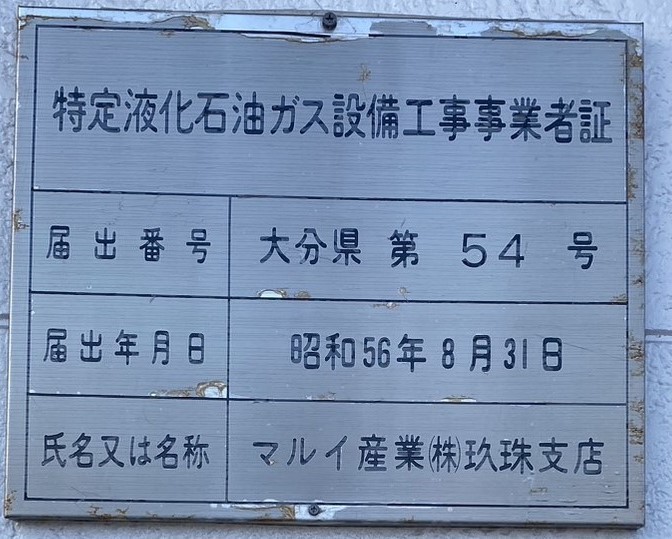 特定液化石油ガス設備工事事業者証
届出番号 大分県 第 54 号
届出年月日 昭和56年8月31日
氏名又は名称 マルイ産業㈱玖珠支店